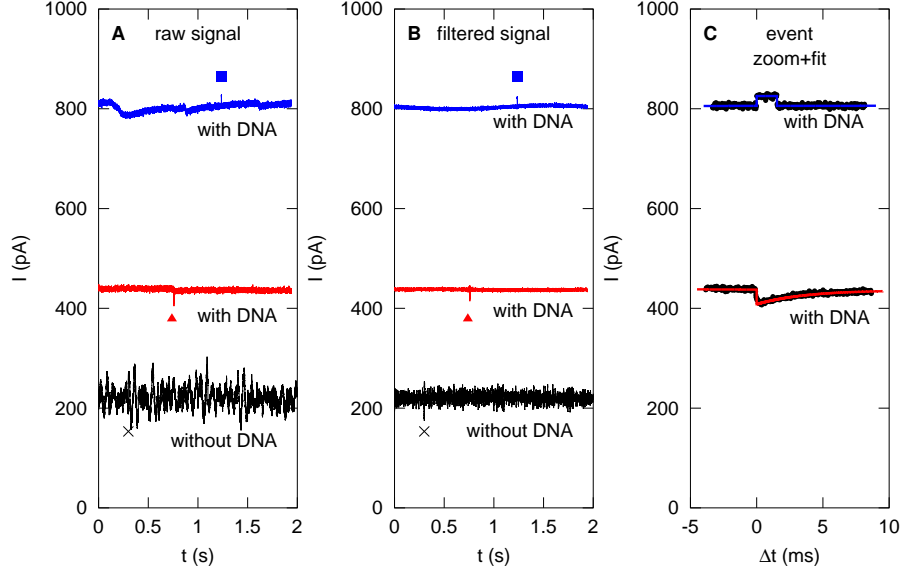 A raw signal
1000
800
600
400
200
0
I (pA)
with DNA
with DNA
without DNA
0 0.5 1 1.5 2
t (s)
B filtered signal
1000
800
600
400
200
0
I (pA)
with DNA
with DNA
without DNA
0 0.5 1 1.5 2
t (s)
C event
zoom+fit
1000
800
600
400
200
0
I (pA)
with DNA
with DNA
-5 0 5 10
Δt (ms)